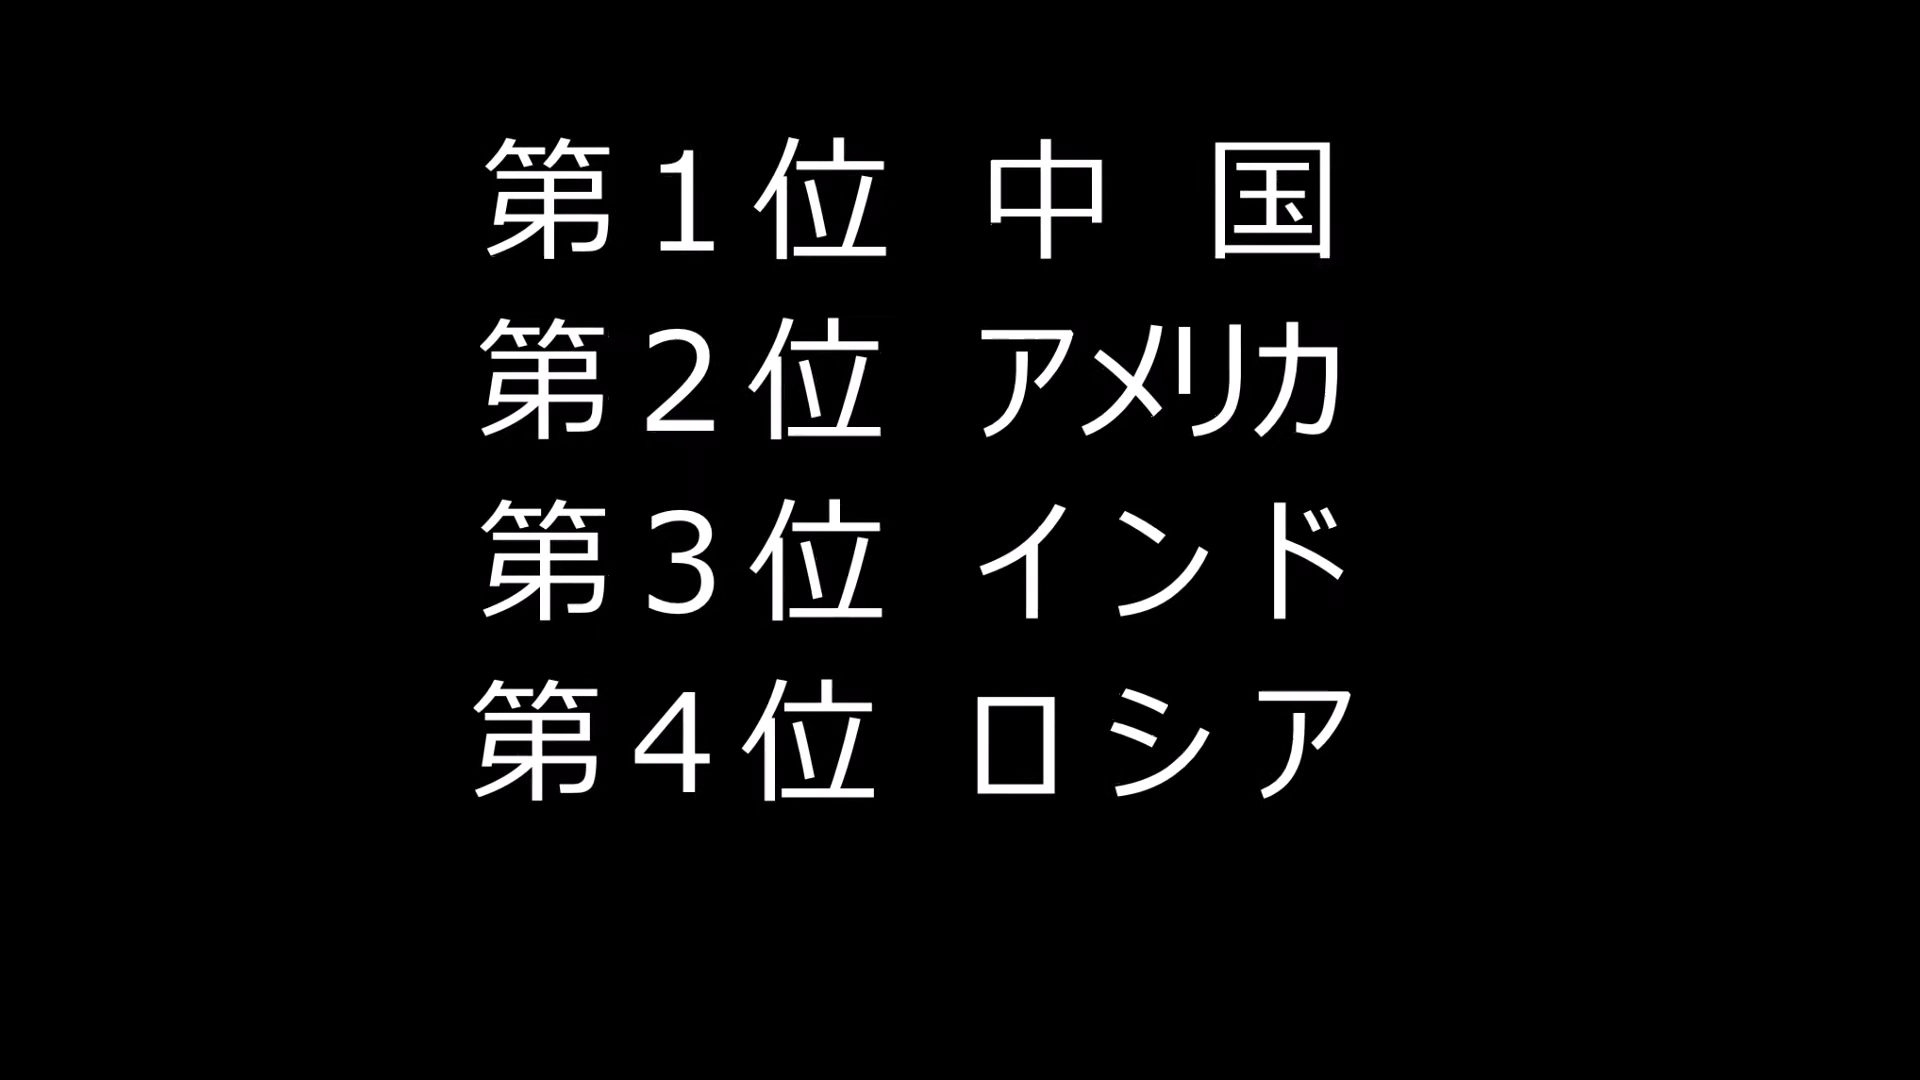 第１位 中　国
第２位 アメリカ
第３位 インド
第４位 ロシア